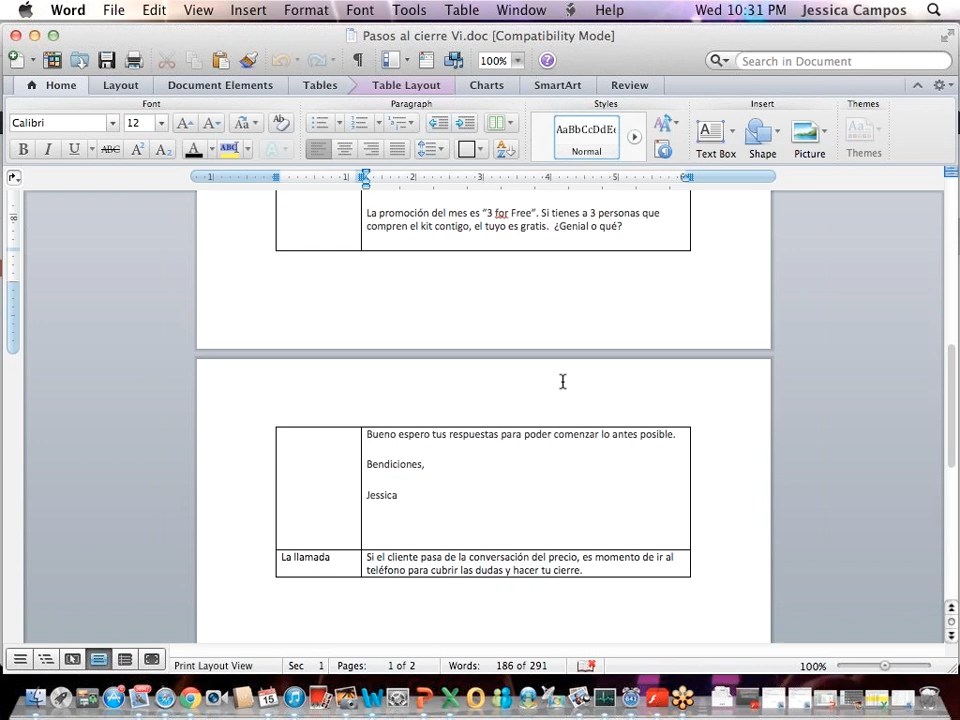 Word File Edit View Insert Format Font Tools Table Window Help Wed 10:31 PM Jessica Campos
Pasos al cierre Vi.doc [Compatibility Mode]
100% Search in Document
Home Layout Document Elements Tables Table Layout Charts SmartArt Review
Font Paragraph Styles Insert Themes
Calibri 12 AaBbCcDdEe
Normal Text Box Shape Picture Themes
La promoción del mes es “3 for Free”. Si tienes a 3 personas que
compren el kit contigo, el tuyo es gratis. ¿Genial o qué?
Bueno espero tus respuestas para poder comenzar lo antes posible.
Bendiciones,
Jessica
La llamada Si el cliente pasa de la conversación del precio, es momento de ir al
teléfono para cubrir las dudas y hacer tu cierre.
Print Layout View Sec 1 Pages: 1 of 2 Words: 186 of 291 100%